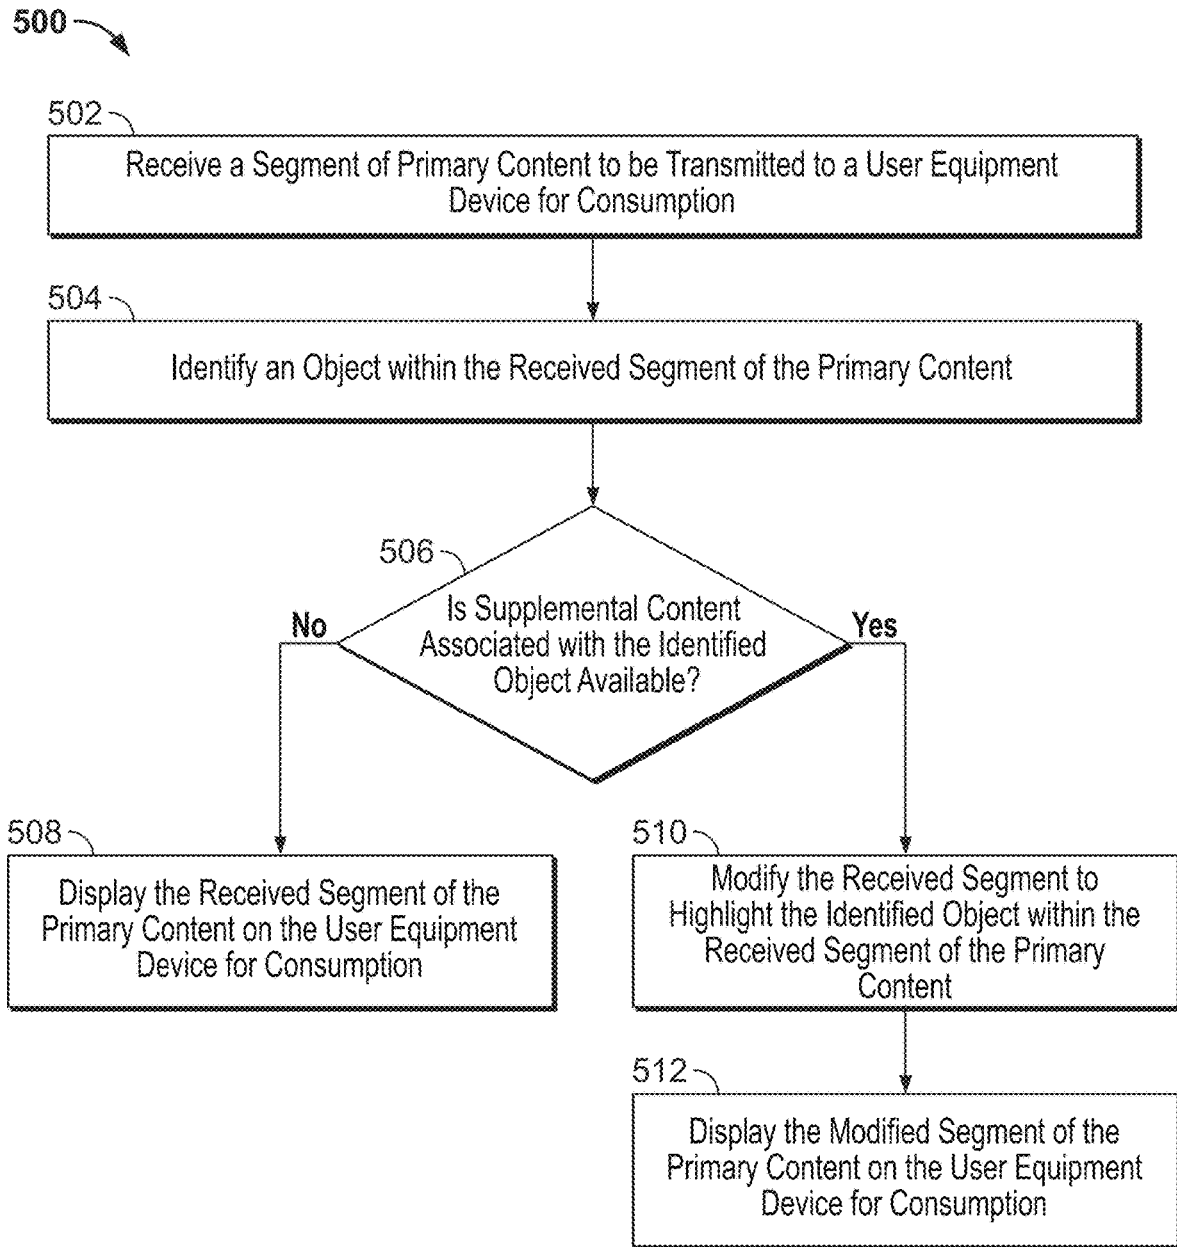 500
502
Receive a Segment of Primary Content to be Transmitted to a User Equipment
Device for Consumption
504
Identify an Object within the Received Segment of the Primary Content
506
Is Supplemental Content
Associated with the Identified
Object Available?
No
Yes
508
Display the Received Segment of the
Primary Content on the User Equipment
Device for Consumption
510
Modify the Received Segment to
Highlight the Identified Object within the
Received Segment of the Primary
Content
512
Display the Modified Segment of the
Primary Content on the User Equipment
Device for Consumption